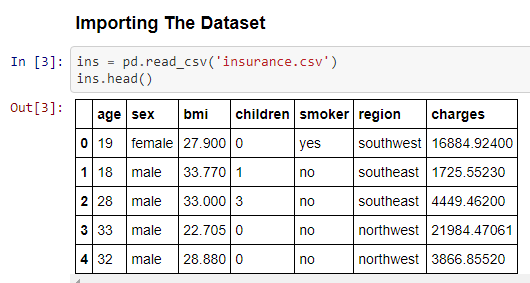 Importing The Dataset
In [3]: ins = pd.read_csv('insurance.csv')
ins.head()
Out[3]:
age sex bmi children smoker region charges
0 19 female 27.900 0 yes southwest 16884.92400
1 18 male 33.770 1 no southeast 1725.55230
2 28 male 33.000 3 no southeast 4449.46200
3 33 male 22.705 0 no northwest 21984.47061
4 32 male 28.880 0 no northwest 3866.85520